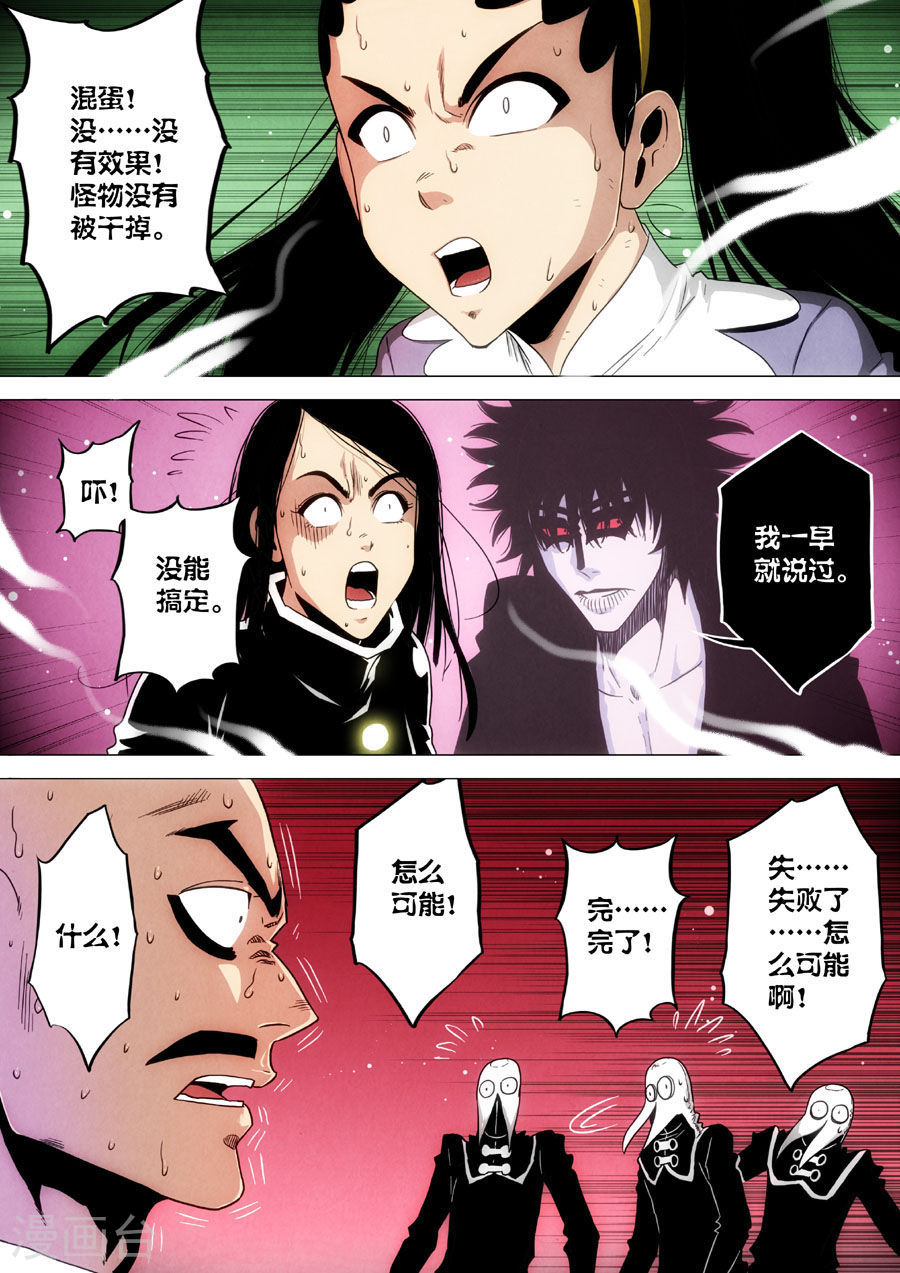 混蛋!
没……没
有效果!
怪物没有
被干掉。
吓!
没能
搞定。
我一早
就说过。
什么!
怎么
可能!
完……
完了!
失……
失败了
……怎
么可能
啊!
漫画台